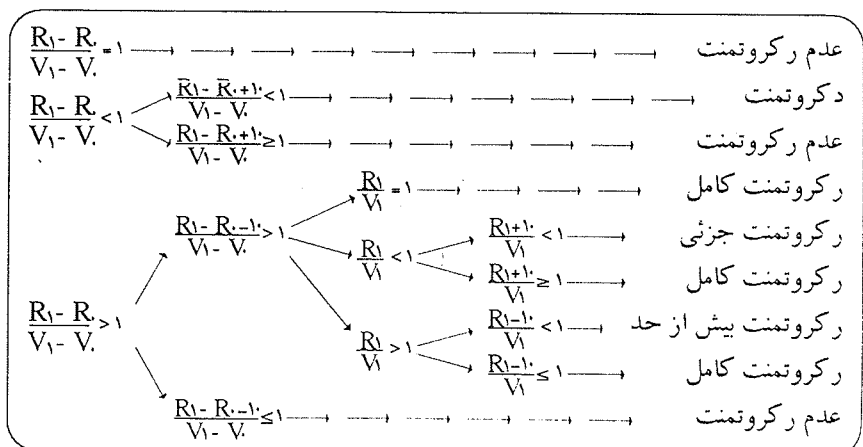 (R۱- R۰)/(V۱- V۰) = ۱ عدم رکروتمنت
(R۱- R۰)/(V۱- V۰) < ۱
(R̄۱- R̄۰+۱۰)/(V۱- V۰) < ۱ دکروتمنت
(R۱- R۰+۱۰)/(V۱- V۰) ≥ ۱ عدم رکروتمنت
(R۱- R۰)/(V۱- V۰) > ۱
(R۱- R۰-۱۰)/(V۱- V۰) > ۱
R۱/V۱ = ۱ رکروتمنت کامل
R۱/V۱ < ۱
(R۱+۱۰)/V۱ < ۱ رکروتمنت جزئی
(R۱+۱۰)/V۱ ≥ ۱ رکروتمنت کامل
R۱/V۱ > ۱
(R۱-۱۰)/V۱ < ۱ رکروتمنت بیش از حد
(R۱-۱۰)/V۱ ≤ ۱ رکروتمنت کامل
(R۱- R۰-۱۰)/(V۱- V۰) ≤ ۱ عدم رکروتمنت